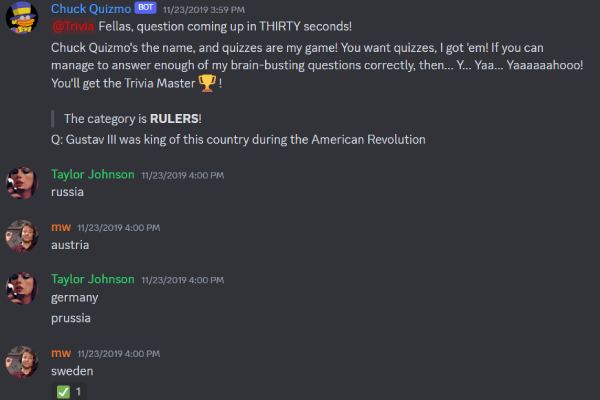 Chuck Quizmo BOT 11/23/2019 3:59 PM
@Trivia Fellas, question coming up in THIRTY seconds!
Chuck Quizmo's the name, and quizzes are my game! You want quizzes, I got 'em! If you can
manage to answer enough of my brain-busting questions correctly, then... Y... Yaa... Yaaaaaahooo!
You'll get the Trivia Master 🏆 !
The category is RULERS!
Q: Gustav III was king of this country during the American Revolution
Taylor Johnson 11/23/2019 4:00 PM
russia
mw 11/23/2019 4:00 PM
austria
Taylor Johnson 11/23/2019 4:00 PM
germany
prussia
mw 11/23/2019 4:00 PM
sweden
✅ 1